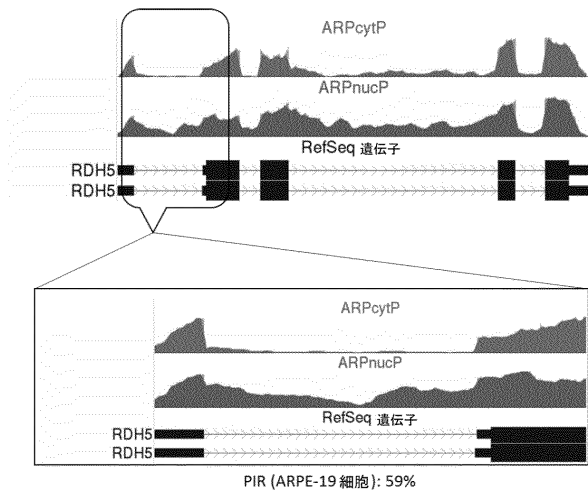 ARPcytP
ARPnucP
RefSeq 遺伝子
RDH5
RDH5
ARPcytP
ARPnucP
RefSeq 遺伝子
RDH5
RDH5
PIR (ARPE-19 細胞): 59%